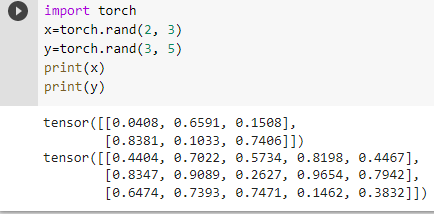 import torch
x=torch.rand(2, 3)
y=torch.rand(3, 5)
print(x)
print(y)
tensor([[0.0408, 0.6591, 0.1508],
        [0.8381, 0.1033, 0.7406]])
tensor([[0.4404, 0.7022, 0.5734, 0.8198, 0.4467],
        [0.8347, 0.9089, 0.2627, 0.9654, 0.7942],
        [0.6474, 0.7393, 0.7471, 0.1462, 0.3832]])